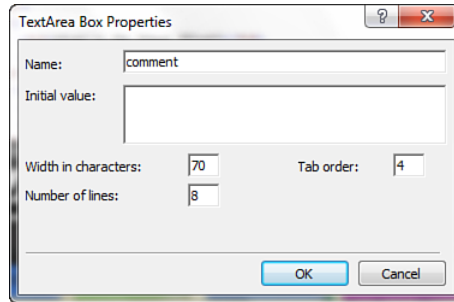 TextArea Box Properties
Name: comment
Initial value:
Width in characters: 70 Tab order: 4
Number of lines: 8
OK Cancel